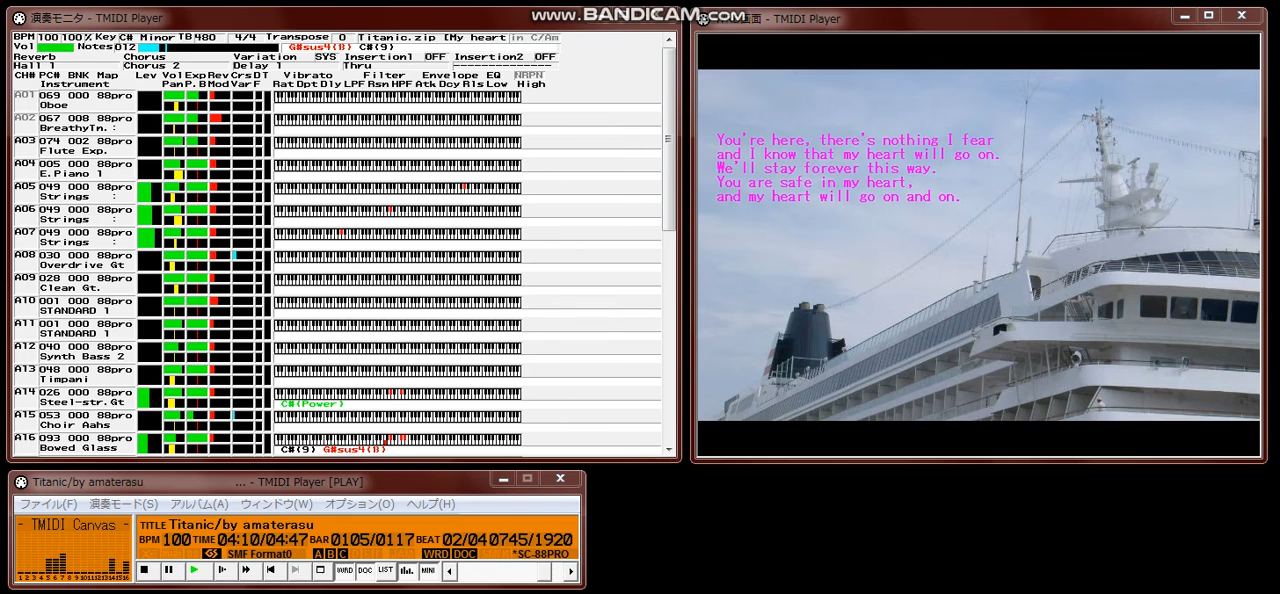 演奏モニタ - TMIDI Player
www.BANDICAM.com
画面 - TMIDI Player
BPM 100 100% Key C# Minor TB 480 4/4 Transpose 0 Titanic.zip [My heart in C/Am
Vol Notes 012 G#sus4(B) C#(9)
Reverb Chorus Variation SYS Insertion1 OFF Insertion2 OFF
Hall 1 Chorus 2 Delay 1 Thru
CH# PC# BNK Map Lev Vol Exp Rev Crs D T Vibrato Filter Envelope EQ NRPN
Instrument Pan P. B Mod Var F Rat Dpt Dly LPF Rsn HPF Atk Dcy Rls Low High
A01 069 000 88pro
Oboe
A02 067 008 88pro
BreathyTn. :
A03 074 002 88pro
Flute Exp.
A04 005 000 88pro
E.Piano 1
A05 049 000 88pro
Strings :
A06 049 000 88pro
Strings :
A07 049 000 88pro
Strings :
A08 030 000 88pro
Overdrive Gt
A09 028 000 88pro
Clean Gt.
A10 001 000 88pro
STANDARD 1
A11 001 000 88pro
STANDARD 1
A12 040 000 88pro
Synth Bass 2
A13 048 000 88pro
Timpani
A14 026 000 88pro
Steel-str.Gt C#(Power)
A15 053 000 88pro
Choir Aahs
A16 093 000 88pro
Bowed Glass C#(9) G#sus4(B)
You're here, there's nothing I fear
and I know that my heart will go on.
We'll stay forever this way.
You are safe in my heart,
and my heart will go on and on.
Titanic/by amaterasu ... - TMIDI Player [PLAY]
ファイル(F) 演奏モード(S) アルバム(A) ウィンドウ(W) オプション(O) ヘルプ(H)
- TMIDI Canvas -
1 2 3 4 5 6 7 8 9 10 11 12 13 14 15 16
TITLE Titanic/by amaterasu
BPM 100 TIME 04:10/04:47 BAR 0105/0117 BEAT 02/04 0745/1920
GS SMF Format0 A B C WRD DOC *SC-88PRO
WRD DOC LIST MINI